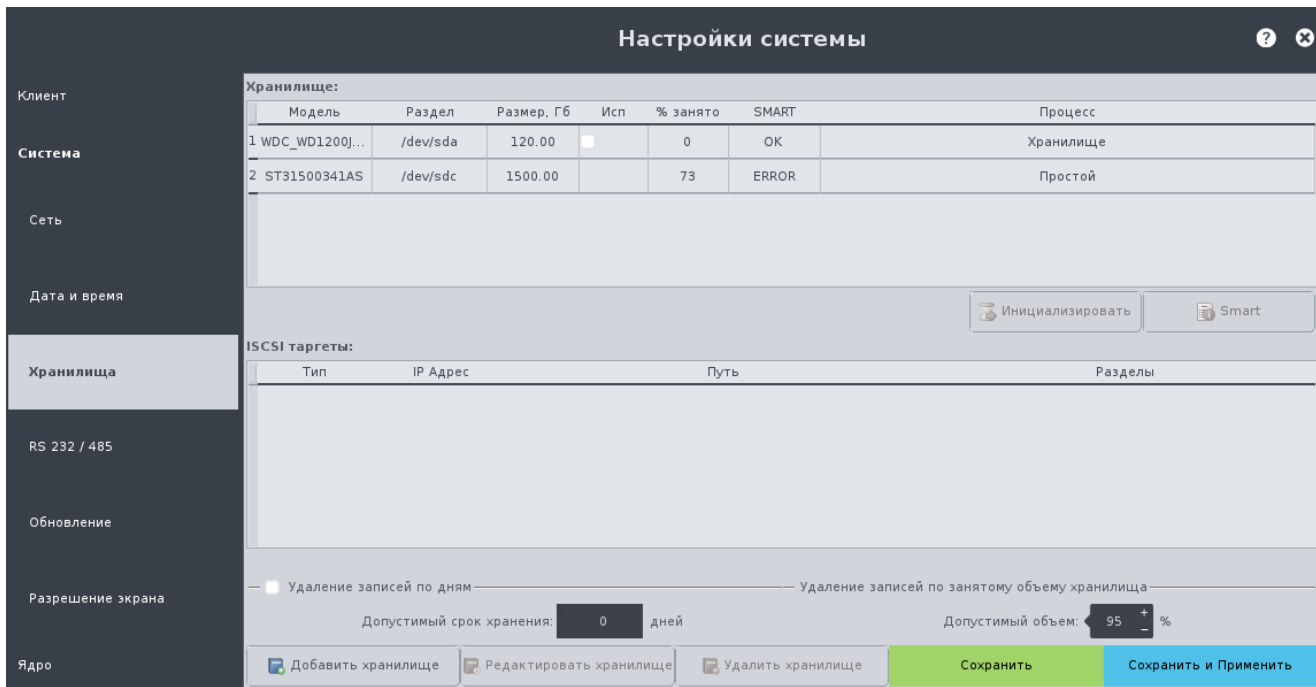 Настройки системы
?
Клиент
Система
Сеть
Дата и время
Хранилища
RS 232 / 485
Обновление
Разрешение экрана
Ядро
Хранилище:
Модель Раздел Размер, Гб Исп % занято SMART Процесс
1 WDC_WD1200J... /dev/sda 120.00 0 OK Хранилище
2 ST31500341AS /dev/sdc 1500.00 73 ERROR Простой
Инициализировать Smart
ISCSI таргеты:
Тип IP Адрес Путь Разделы
Удаление записей по дням Удаление записей по занятому объему хранилища
Допустимый срок хранения: 0 дней Допустимый объем: 95 + - %
Добавить хранилище Редактировать хранилище Удалить хранилище Сохранить Сохранить и Применить